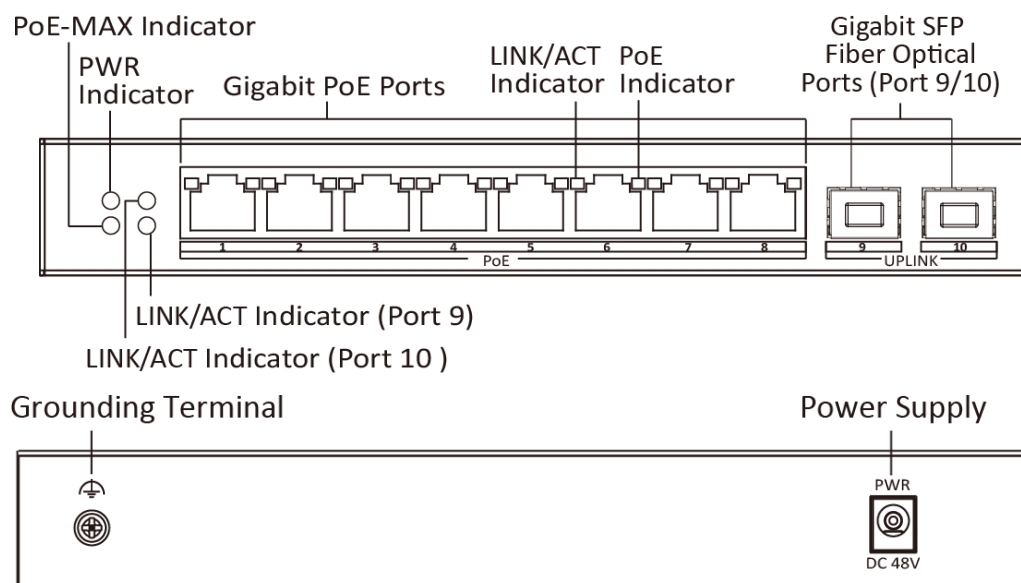 PoE-MAX Indicator
PWR
Indicator
Gigabit PoE Ports
LINK/ACT
Indicator
PoE
Indicator
Gigabit SFP
Fiber Optical
Ports (Port 9/10)
1 2 3 4 5 6 7 8 9 10
PoE
UPLINK
LINK/ACT Indicator (Port 9)
LINK/ACT Indicator (Port 10 )
Grounding Terminal
Power Supply
PWR
DC 48V